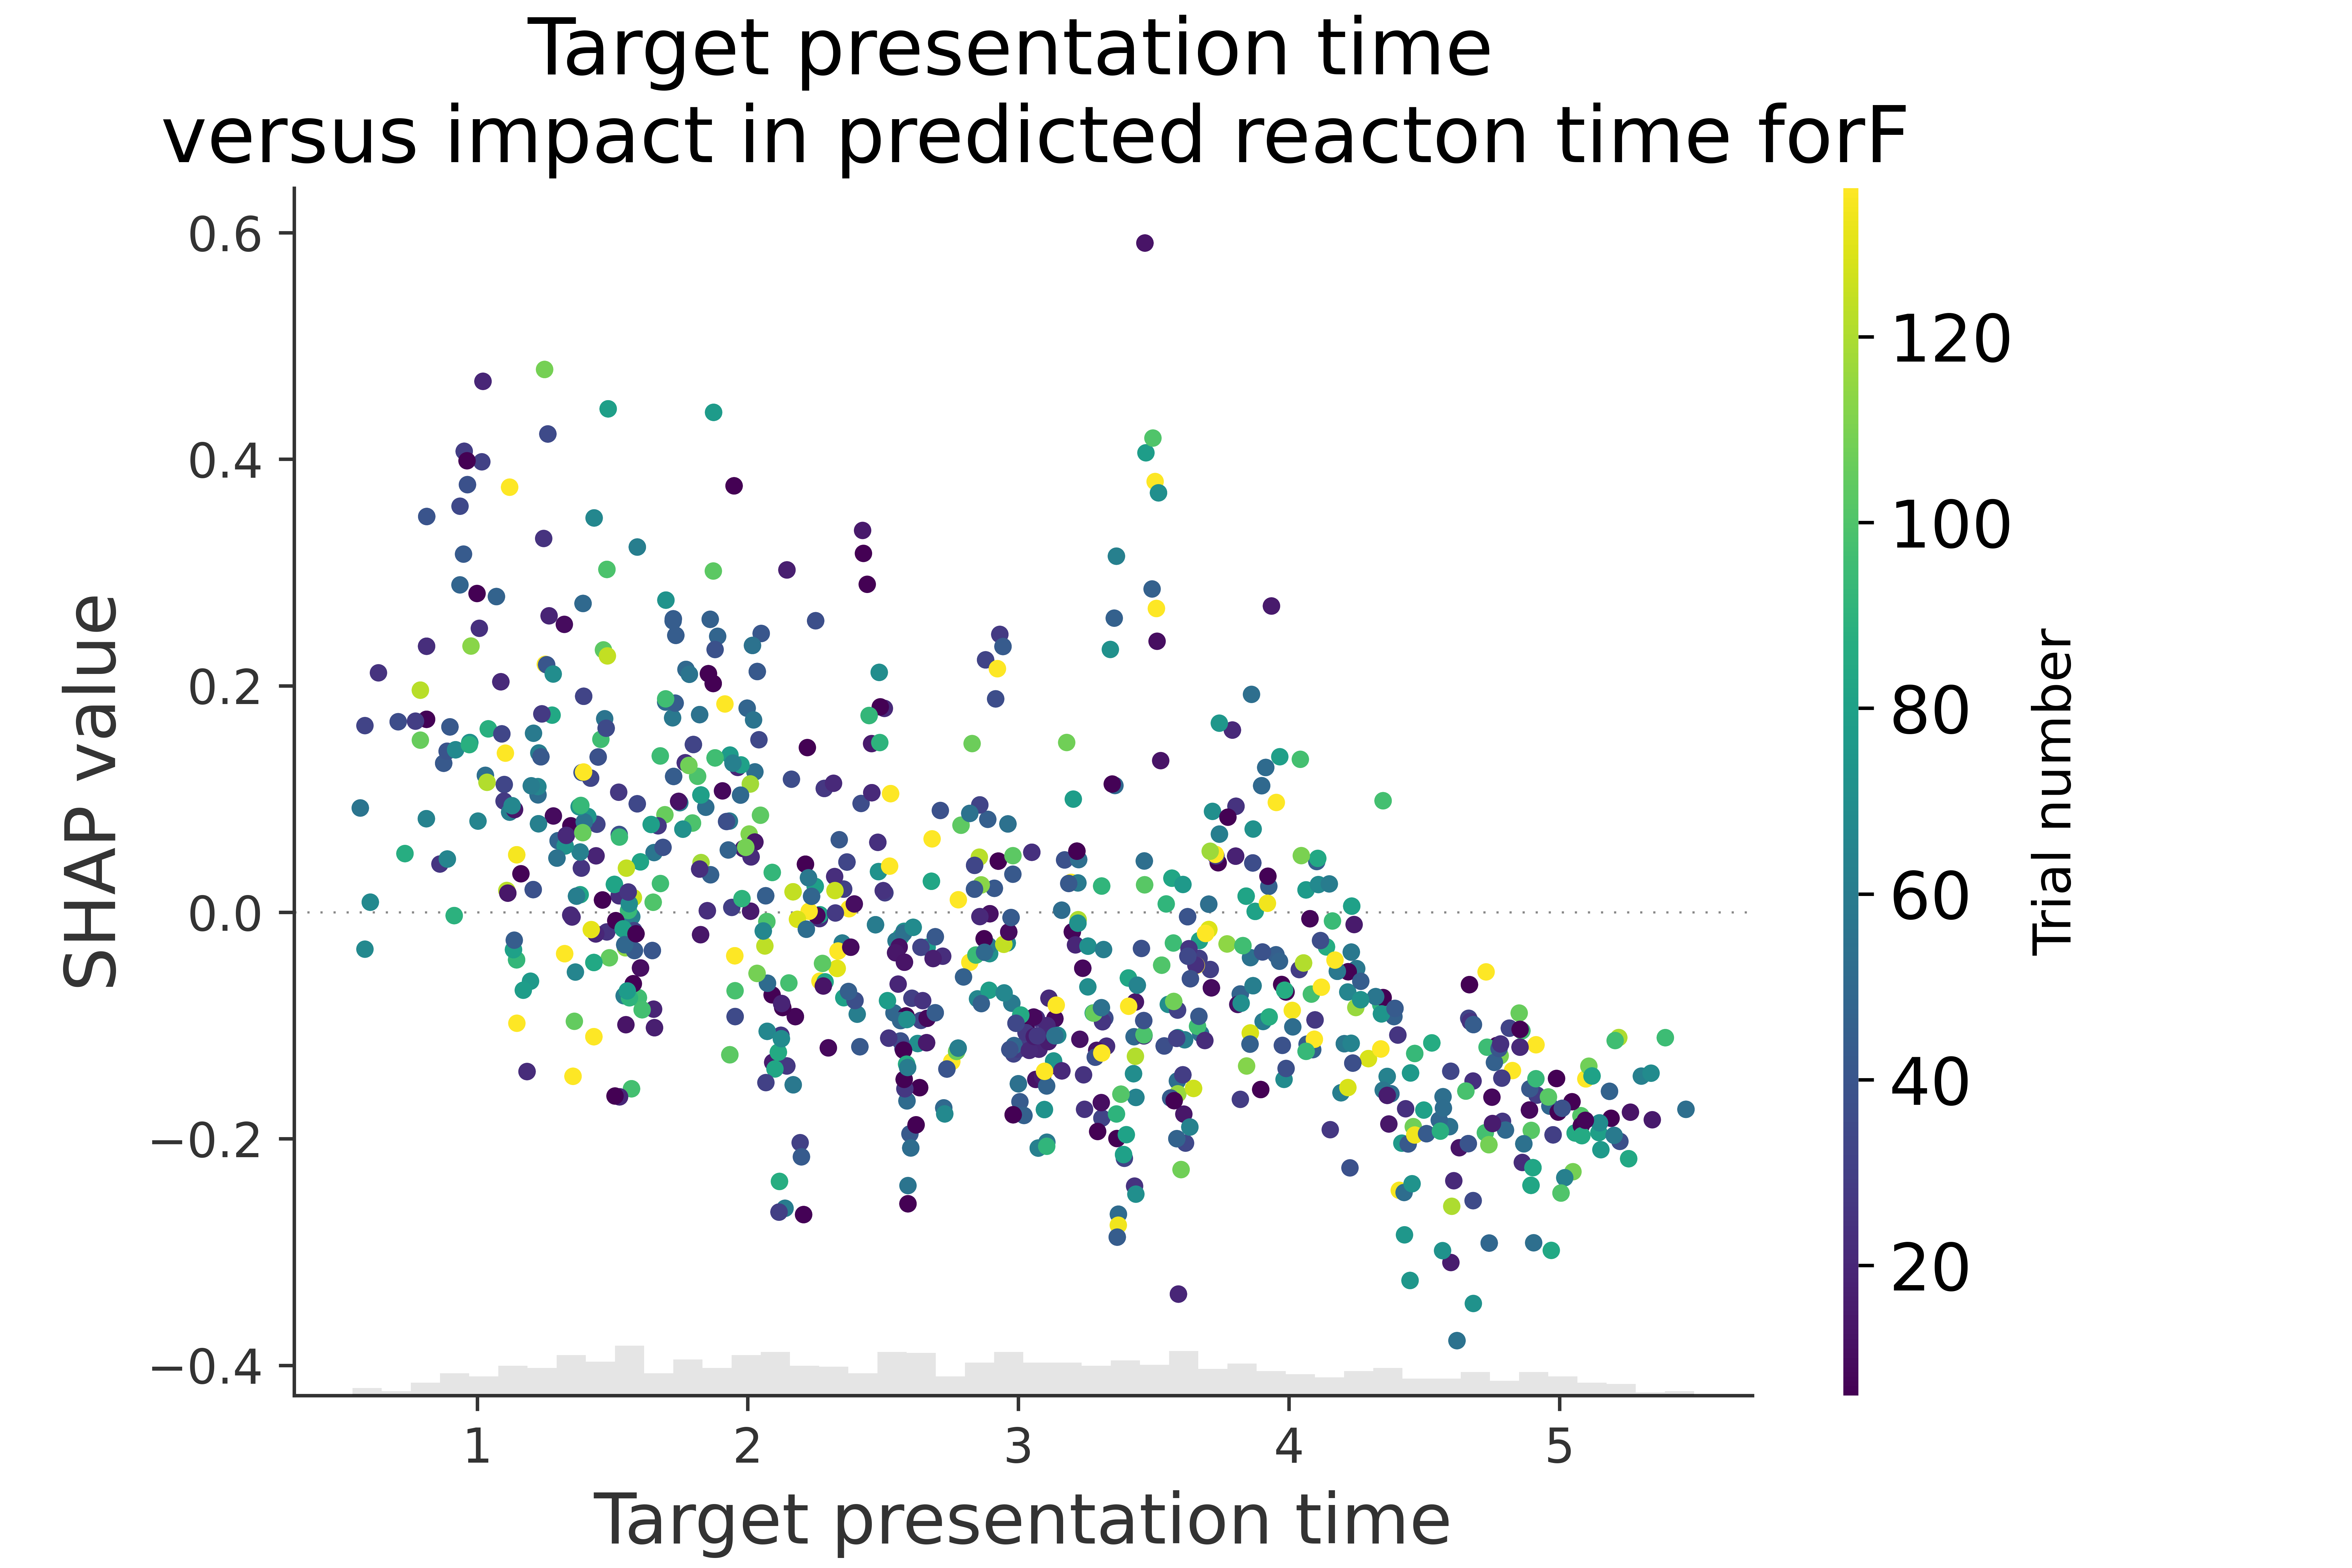 Target presentation time
versus impact in predicted reacton time forF
SHAP value
0.6
0.4
0.2
0.0
−0.2
−0.4
1 2 3 4 5
Target presentation time
120
100
80
60
40
20
Trial number